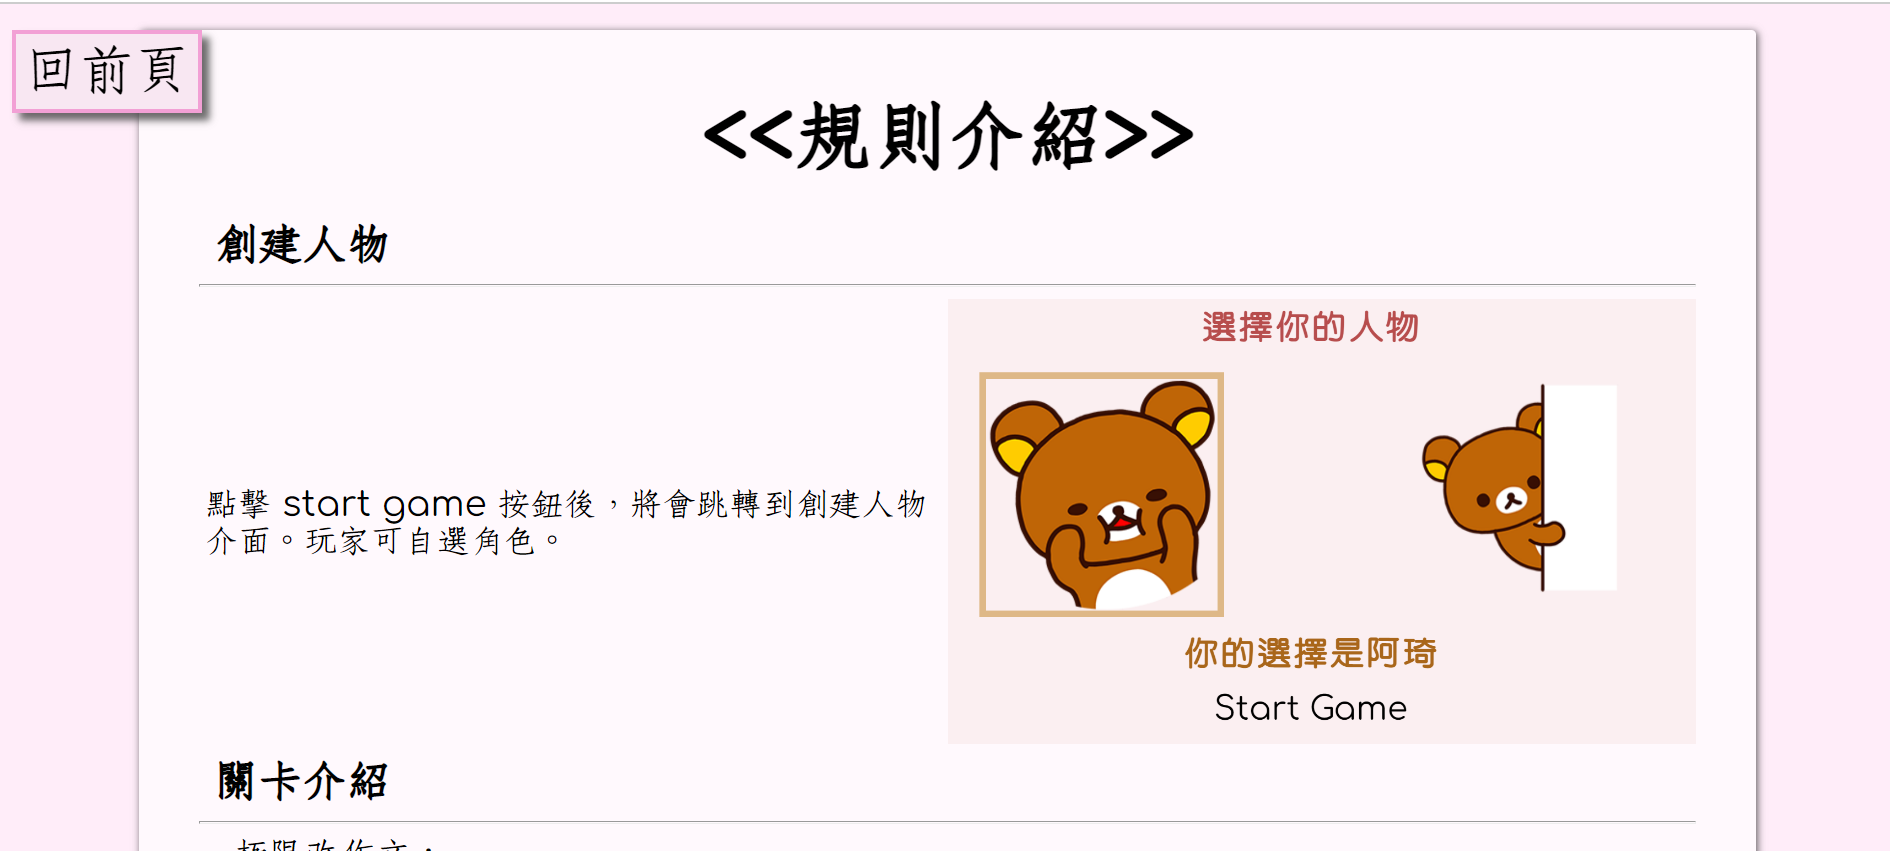 回前頁
<<規則介紹>>
創建人物
點擊 start game 按鈕後，將會跳轉到創建人物
介面。玩家可自選角色。
選擇你的人物
你的選擇是阿琦
Start Game
關卡介紹